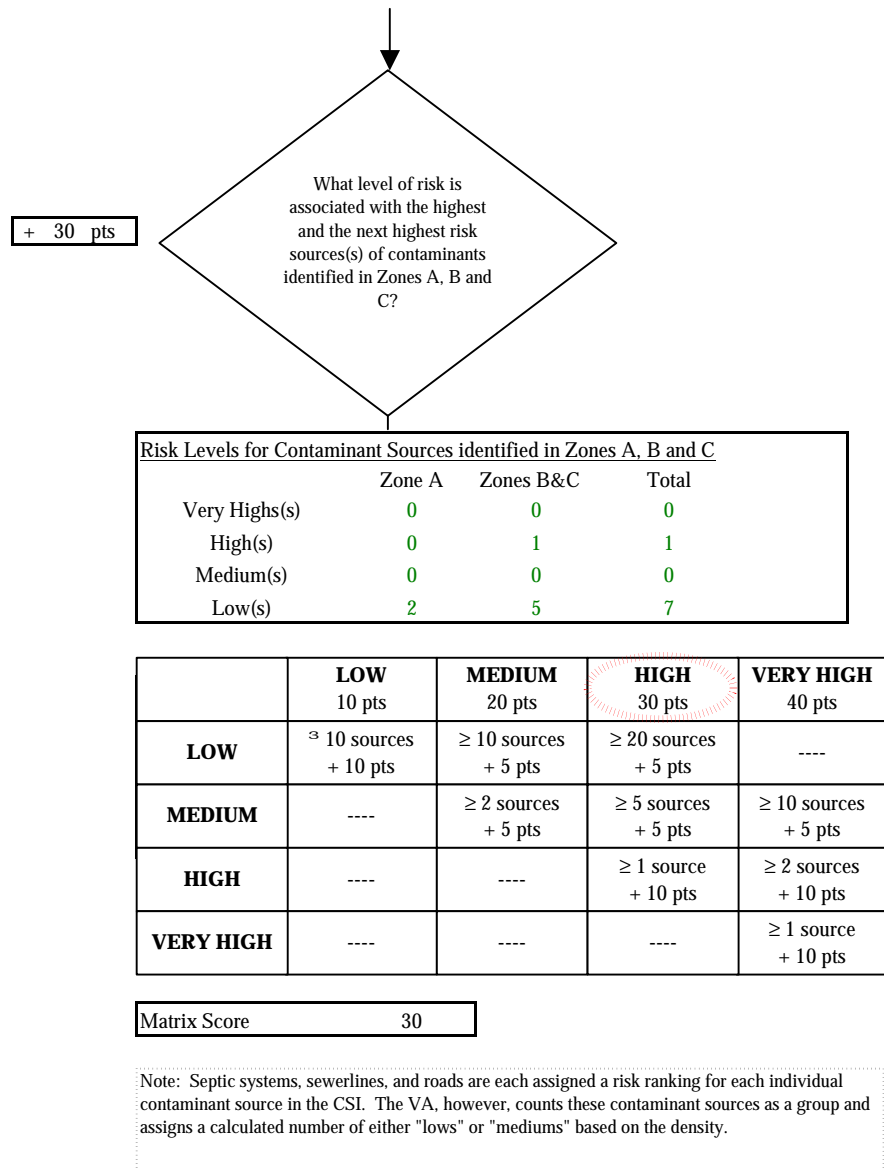 What level of risk is
associated with the highest
and the next highest risk
sources(s) of contaminants
identified in Zones A, B and
C?
+ 30 pts
Risk Levels for Contaminant Sources identified in Zones A, B and C
Zone A Zones B&C Total
Very Highs(s) 0 0 0
High(s) 0 1 1
Medium(s) 0 0 0
Low(s) 2 5 7
LOW MEDIUM HIGH VERY HIGH
10 pts 20 pts 30 pts 40 pts
LOW ³ 10 sources ≥ 10 sources ≥ 20 sources ----
+ 10 pts + 5 pts + 5 pts
MEDIUM ---- ≥ 2 sources ≥ 5 sources ≥ 10 sources
+ 5 pts + 5 pts + 5 pts
HIGH ---- ---- ≥ 1 source ≥ 2 sources
+ 10 pts + 10 pts
VERY HIGH ---- ---- ---- ≥ 1 source
+ 10 pts
Matrix Score 30
Note: Septic systems, sewerlines, and roads are each assigned a risk ranking for each individual
contaminant source in the CSI. The VA, however, counts these contaminant sources as a group and
assigns a calculated number of either "lows" or "mediums" based on the density.